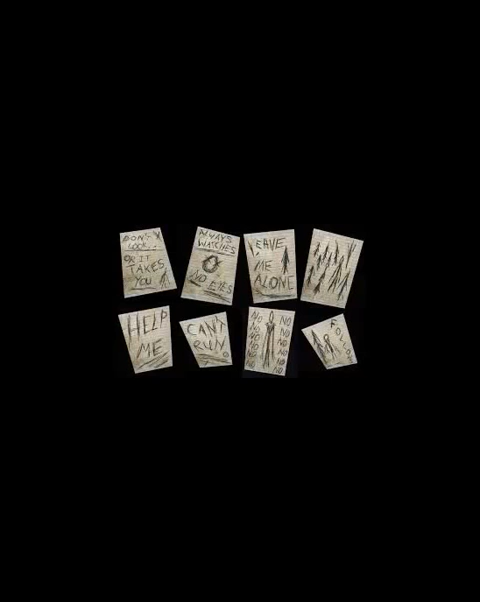 DON'T
LOOK..
OR IT
TAKES
YOU
ALWAYS
WATCHES
NO EYES
LEAVE
ME
ALONE
HELP
ME
CAN'T
RUN
NO NO
NO NO
NO NO
NO NO
NO NO
NO NO
FOLLOWS